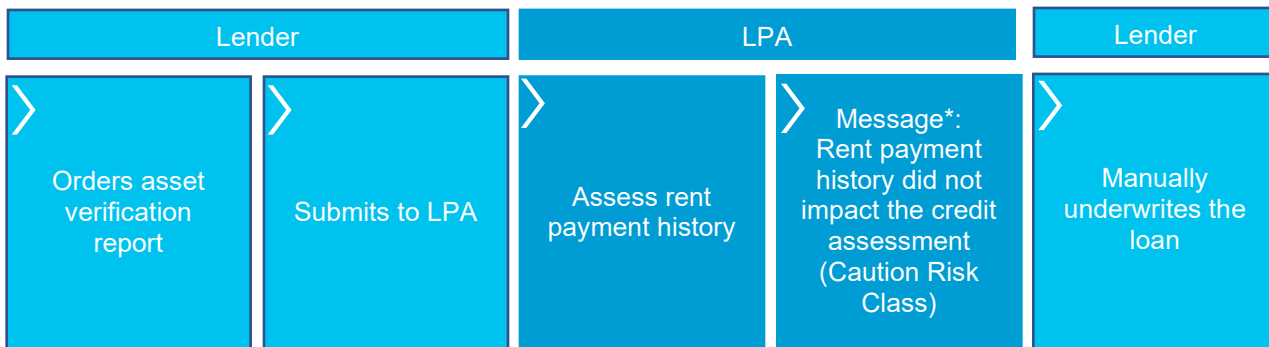 Lender
LPA
Lender
Orders asset
verification
report
Submits to LPA
Assess rent
payment history
Message*:
Rent payment
history did not
impact the credit
assessment
(Caution Risk
Class)
Manually
underwrites the
loan